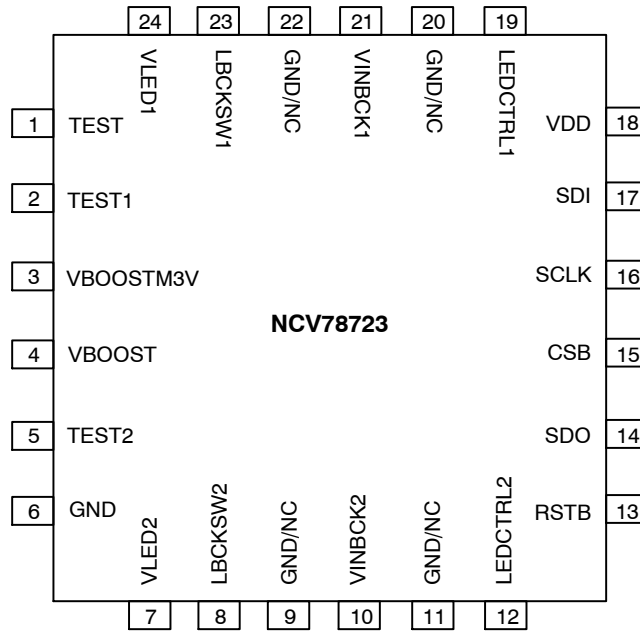 24 23 22 21 20 19
VLED1 LBCKSW1 GND/NC VINBCK1 GND/NC LEDCTRL1
1 TEST VDD 18
2 TEST1 SDI 17
3 VBOOSTM3V SCLK 16
NCV78723
4 VBOOST CSB 15
5 TEST2 SDO 14
6 GND RSTB 13
VLED2 LBCKSW2 GND/NC VINBCK2 GND/NC LEDCTRL2
7 8 9 10 11 12